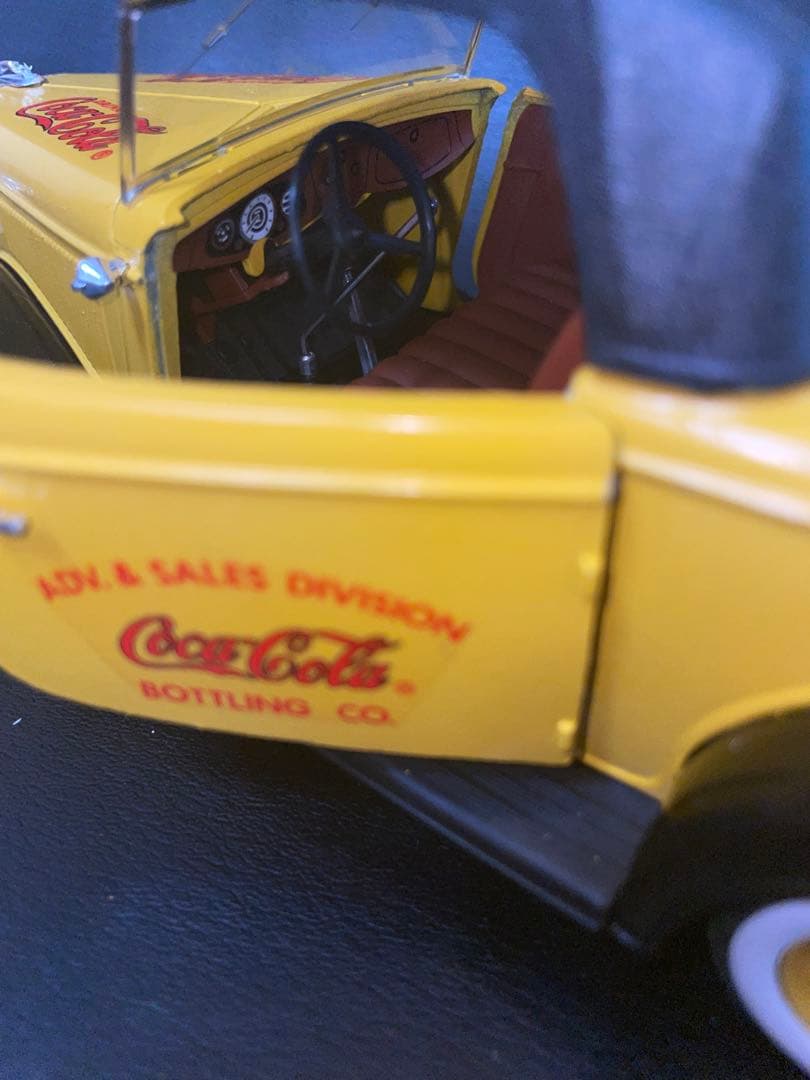 Coca-Cola ®
ADV. & SALES DIVISION
Coca-Cola ®
BOTTLING CO.